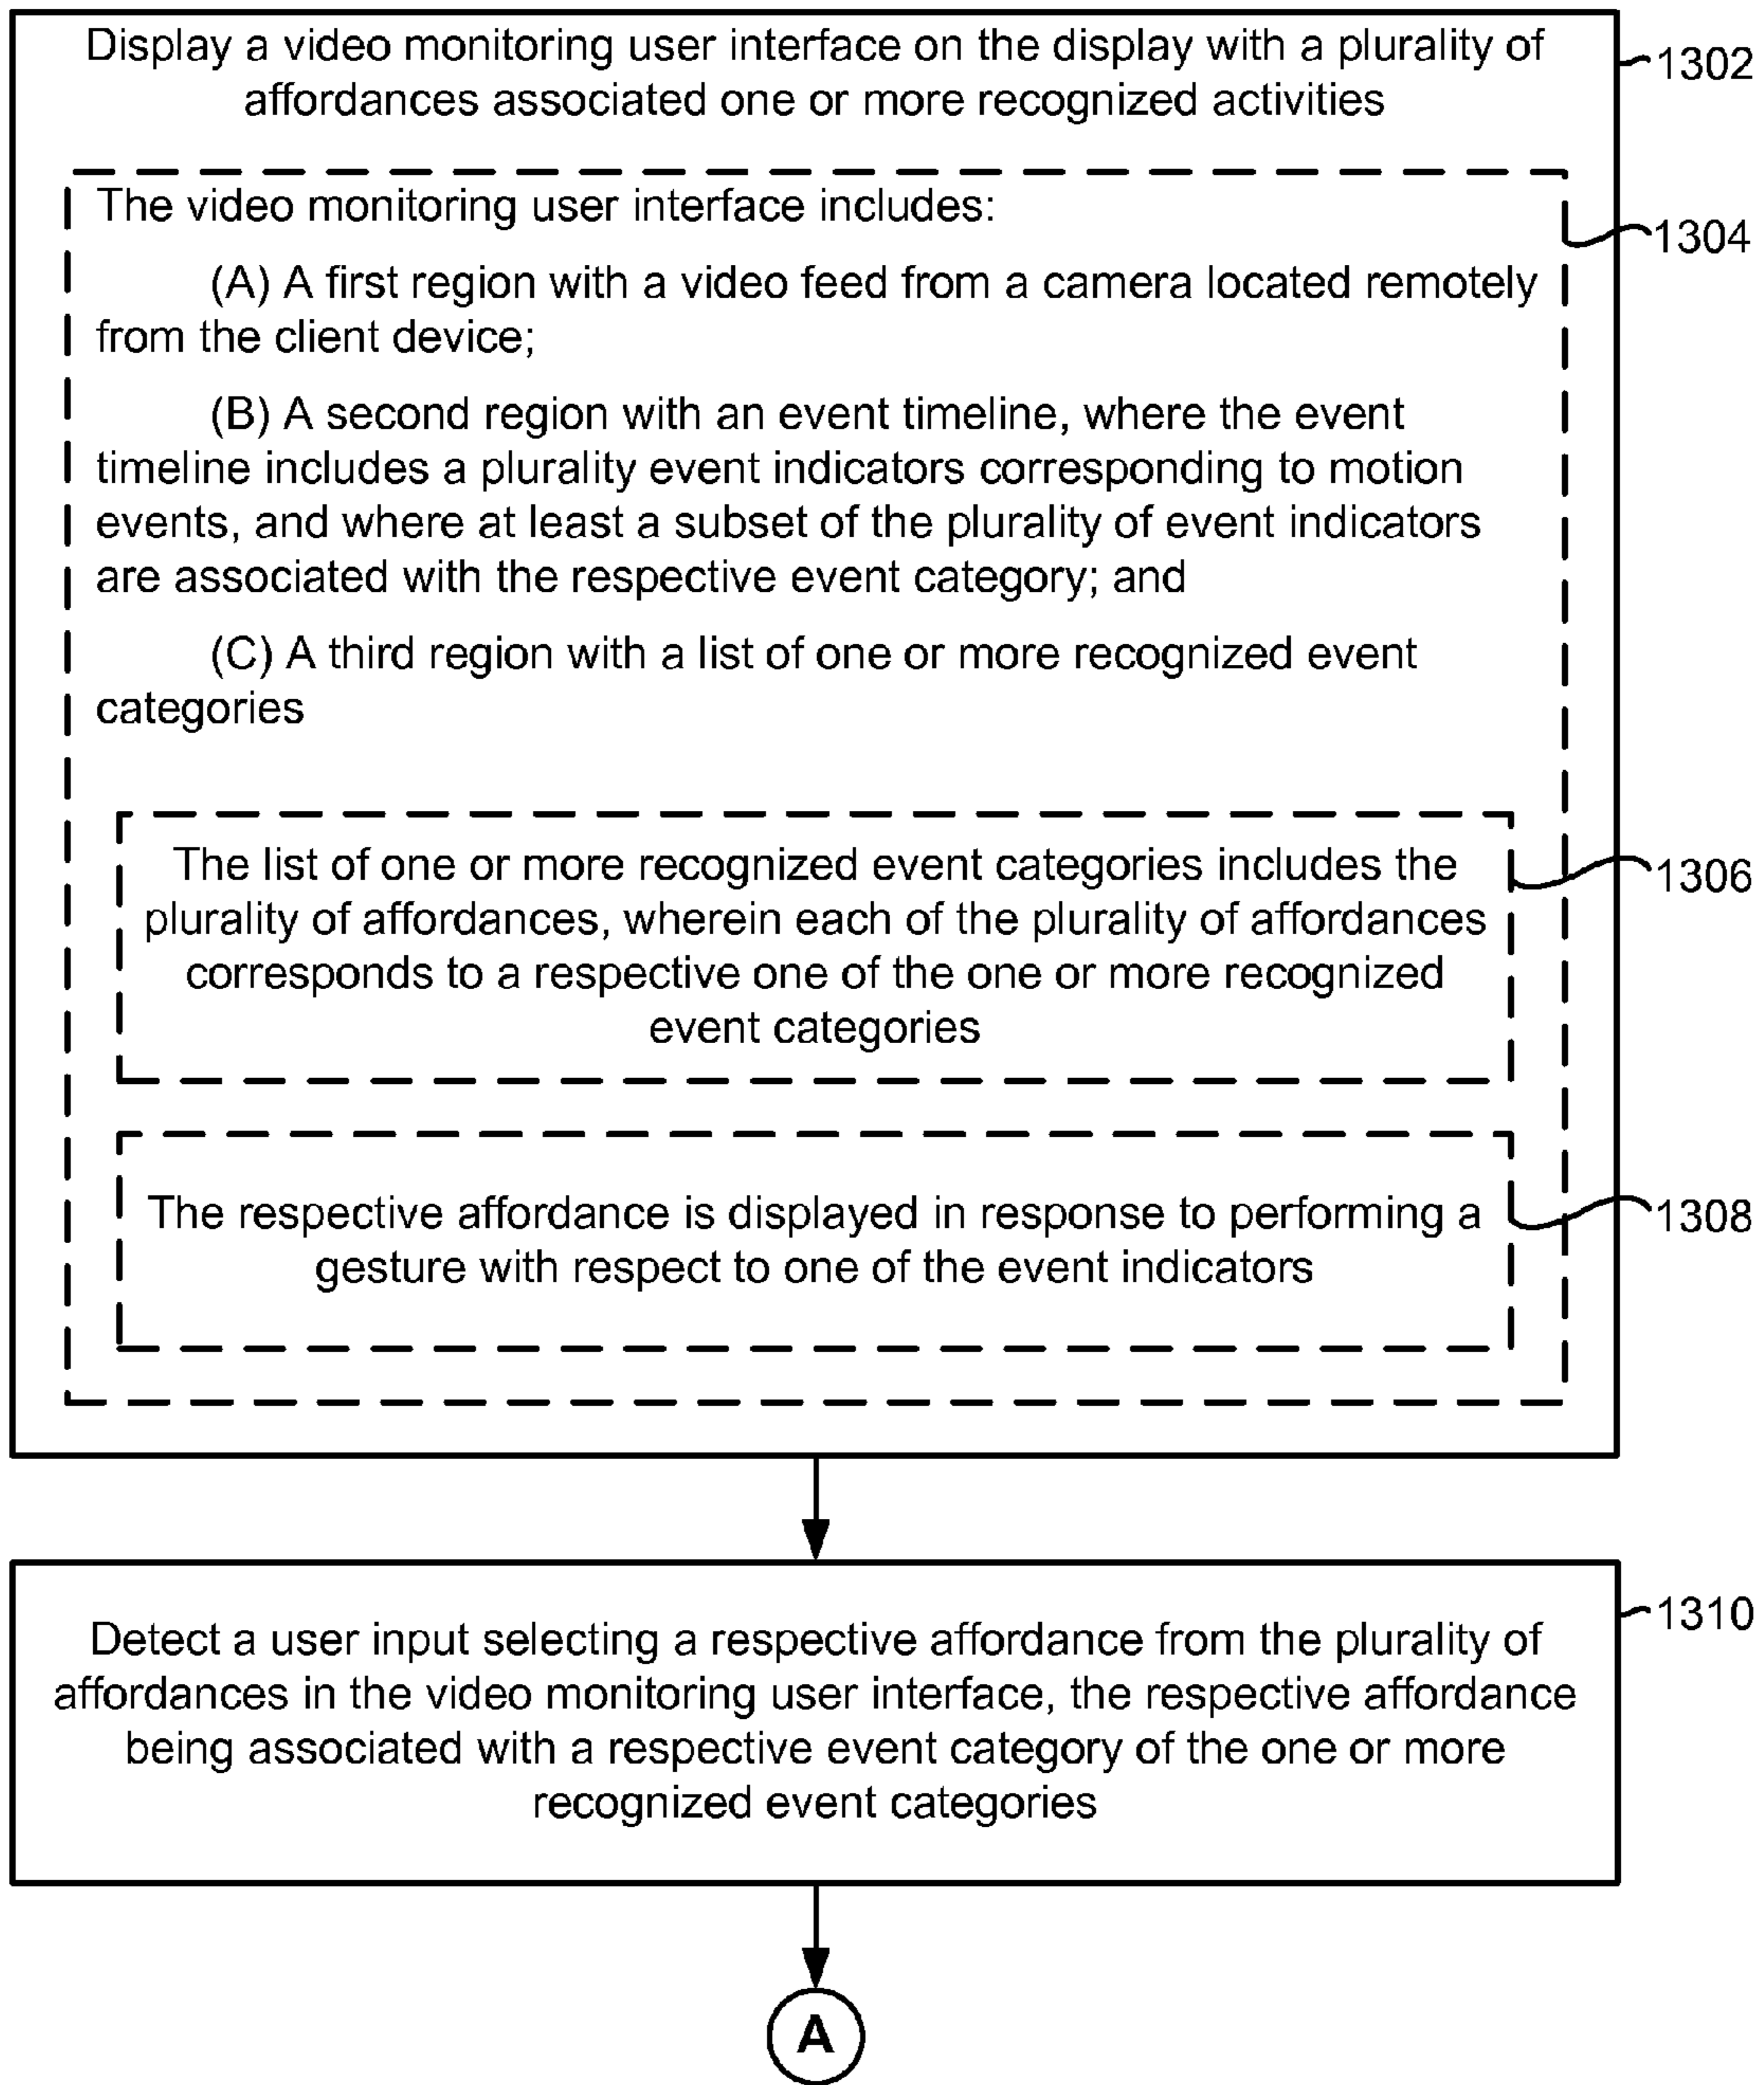 Display a video monitoring user interface on the display with a plurality of
affordances associated one or more recognized activities
1302
The video monitoring user interface includes:
1304
(A) A first region with a video feed from a camera located remotely
from the client device;
(B) A second region with an event timeline, where the event
timeline includes a plurality event indicators corresponding to motion
events, and where at least a subset of the plurality of event indicators
are associated with the respective event category; and
(C) A third region with a list of one or more recognized event
categories
The list of one or more recognized event categories includes the
plurality of affordances, wherein each of the plurality of affordances
corresponds to a respective one of the one or more recognized
event categories
1306
The respective affordance is displayed in response to performing a
gesture with respect to one of the event indicators
1308
Detect a user input selecting a respective affordance from the plurality of
affordances in the video monitoring user interface, the respective affordance
being associated with a respective event category of the one or more
recognized event categories
1310
A